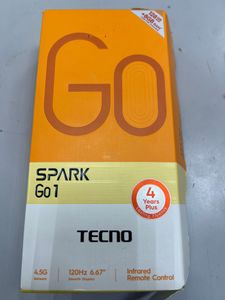 GO
SPARK
Go 1
4
Years
Plus
TECNO
4.5G
120Hz 6.67"
Infrared
Remote Control